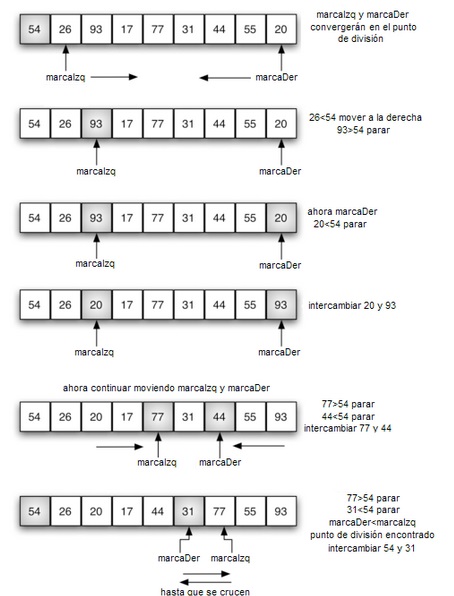 54 26 93 17 77 31 44 55 20
marcaIzq y marcaDer
convergerán en el punto
de división
marcaIzq marcaDer
54 26 93 17 77 31 44 55 20
26<54 mover a la derecha
93>54 parar
marcaIzq marcaDer
54 26 93 17 77 31 44 55 20
ahora marcaDer
20<54 parar
marcaIzq marcaDer
54 26 20 17 77 31 44 55 93
intercambiar 20 y 93
marcaIzq marcaDer
ahora continuar moviendo marcaIzq y marcaDer
54 26 20 17 77 31 44 55 93
77>54 parar
44<54 parar
intercambiar 77 y 44
marcaIzq marcaDer
54 26 20 17 44 31 77 55 93
77>54 parar
31<54 parar
marcaDer<marcaIzq
punto de división encontrado
intercambiar 54 y 31
marcaDer marcaIzq
hasta que se crucen